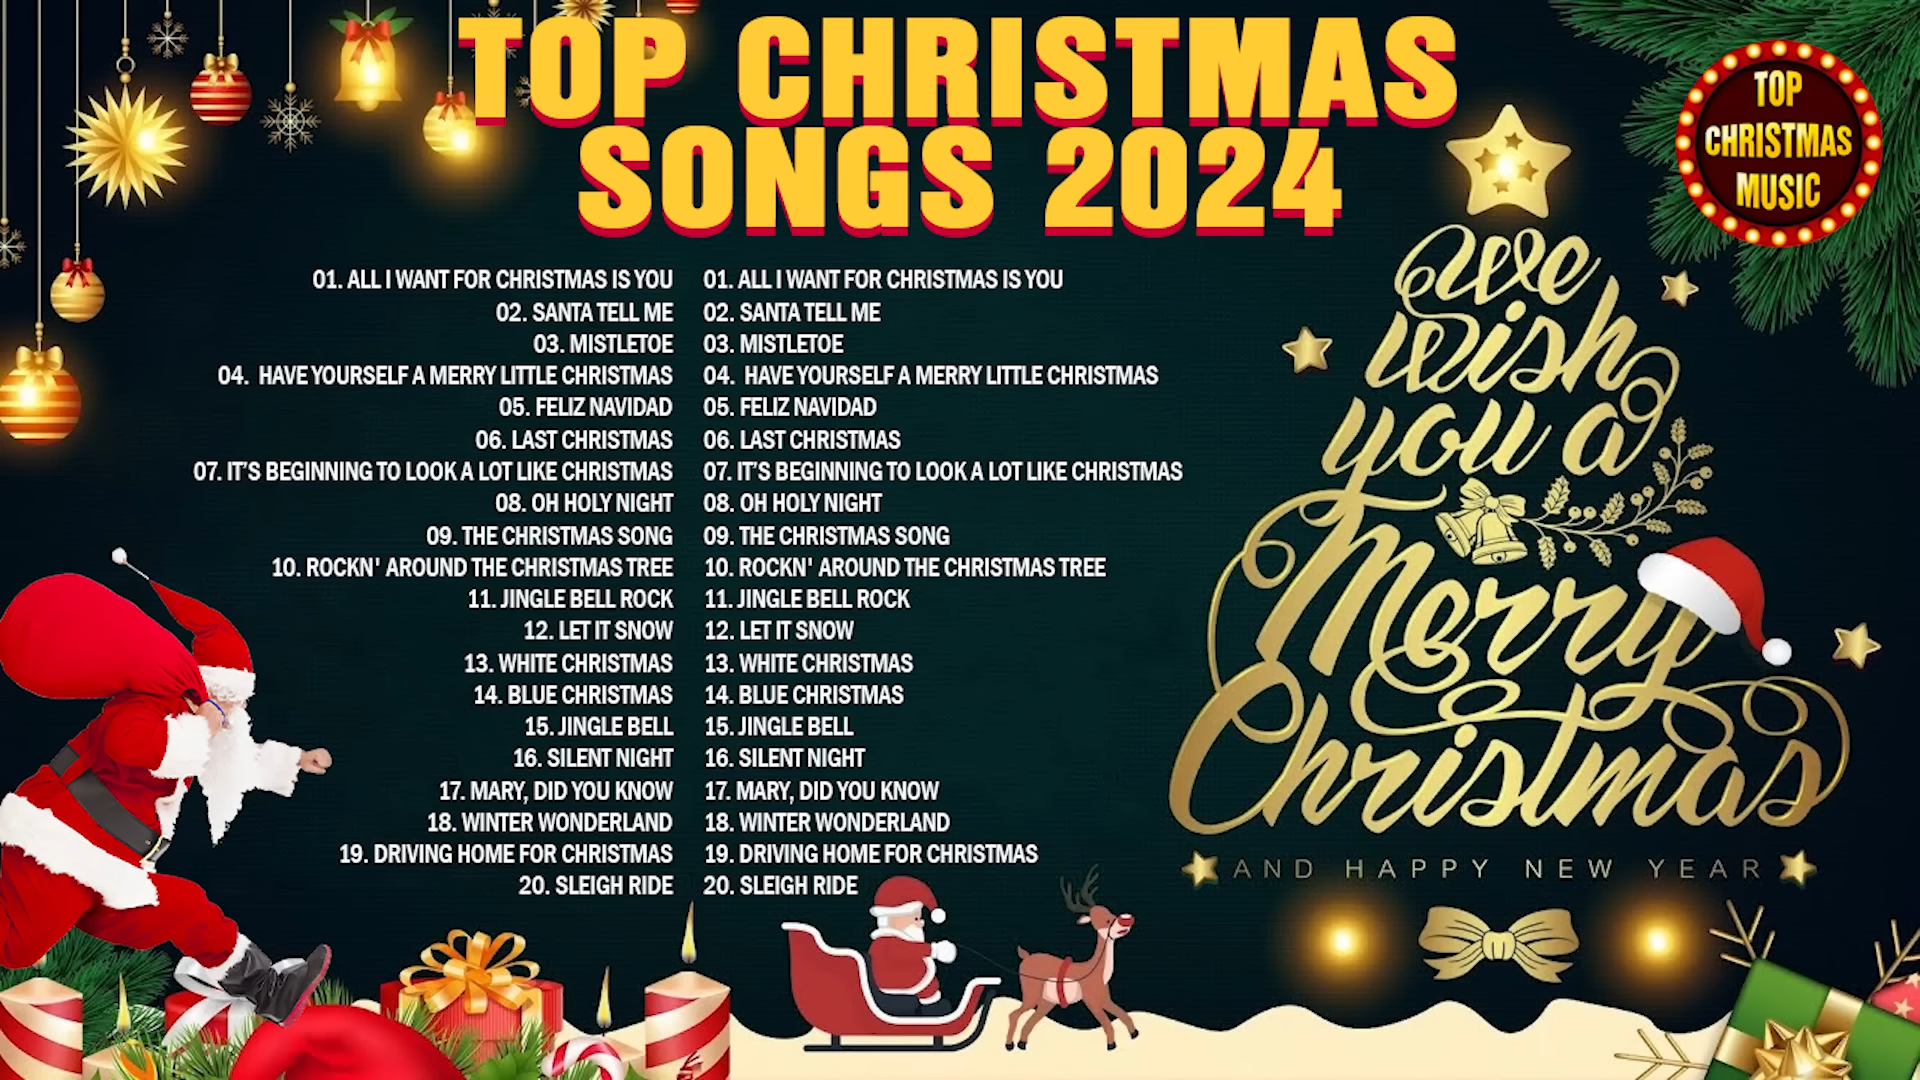 TOP CHRISTMAS
SONGS 2024
TOP
CHRISTMAS
MUSIC
01. ALL I WANT FOR CHRISTMAS IS YOU
02. SANTA TELL ME
03. MISTLETOE
04.  HAVE YOURSELF A MERRY LITTLE CHRISTMAS
05. FELIZ NAVIDAD
06. LAST CHRISTMAS
07. IT'S BEGINNING TO LOOK A LOT LIKE CHRISTMAS
08. OH HOLY NIGHT
09. THE CHRISTMAS SONG
10. ROCKN' AROUND THE CHRISTMAS TREE
11. JINGLE BELL ROCK
12. LET IT SNOW
13. WHITE CHRISTMAS
14. BLUE CHRISTMAS
15. JINGLE BELL
16. SILENT NIGHT
17. MARY, DID YOU KNOW
18. WINTER WONDERLAND
19. DRIVING HOME FOR CHRISTMAS
20. SLEIGH RIDE
01. ALL I WANT FOR CHRISTMAS IS YOU
02. SANTA TELL ME
03. MISTLETOE
04.  HAVE YOURSELF A MERRY LITTLE CHRISTMAS
05. FELIZ NAVIDAD
06. LAST CHRISTMAS
07. IT'S BEGINNING TO LOOK A LOT LIKE CHRISTMAS
08. OH HOLY NIGHT
09. THE CHRISTMAS SONG
10. ROCKN' AROUND THE CHRISTMAS TREE
11. JINGLE BELL ROCK
12. LET IT SNOW
13. WHITE CHRISTMAS
14. BLUE CHRISTMAS
15. JINGLE BELL
16. SILENT NIGHT
17. MARY, DID YOU KNOW
18. WINTER WONDERLAND
19. DRIVING HOME FOR CHRISTMAS
20. SLEIGH RIDE
We
wish
you a
Merry
Christmas
AND HAPPY NEW YEAR